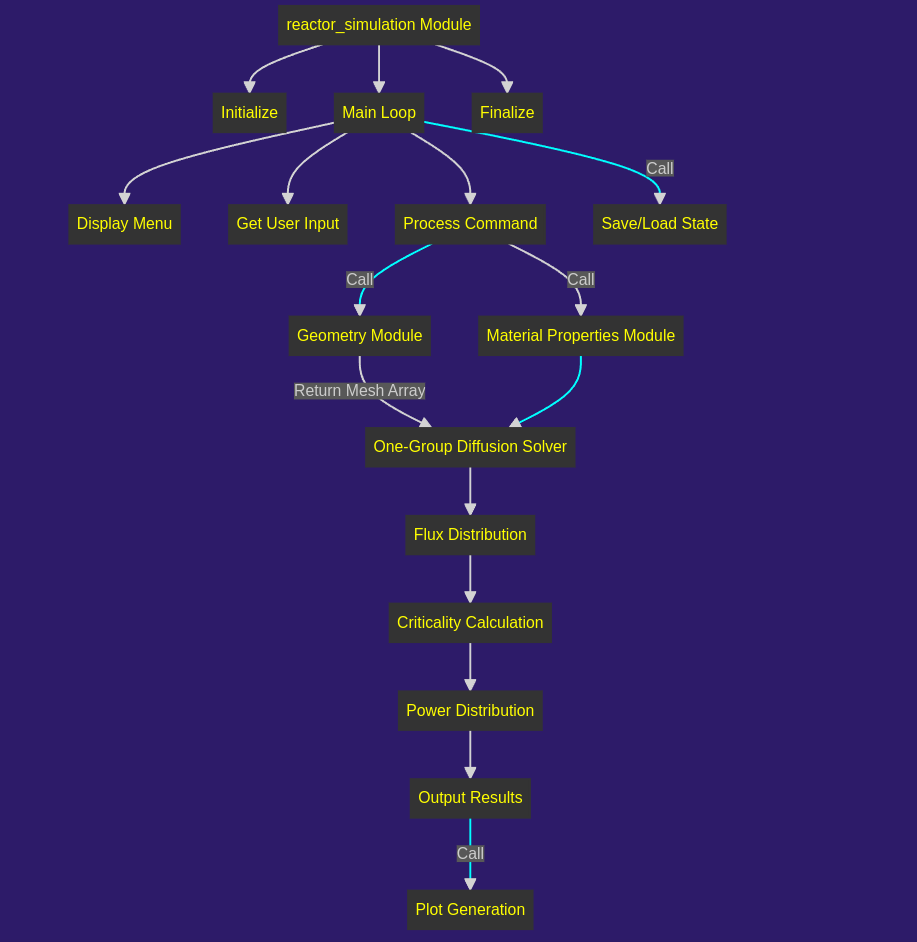 reactor_simulation Module
Initialize
Main Loop
Finalize
Call
Display Menu
Get User Input
Process Command
Save/Load State
Call
Call
Geometry Module
Material Properties Module
Return Mesh Array
One-Group Diffusion Solver
Flux Distribution
Criticality Calculation
Power Distribution
Output Results
Call
Plot Generation